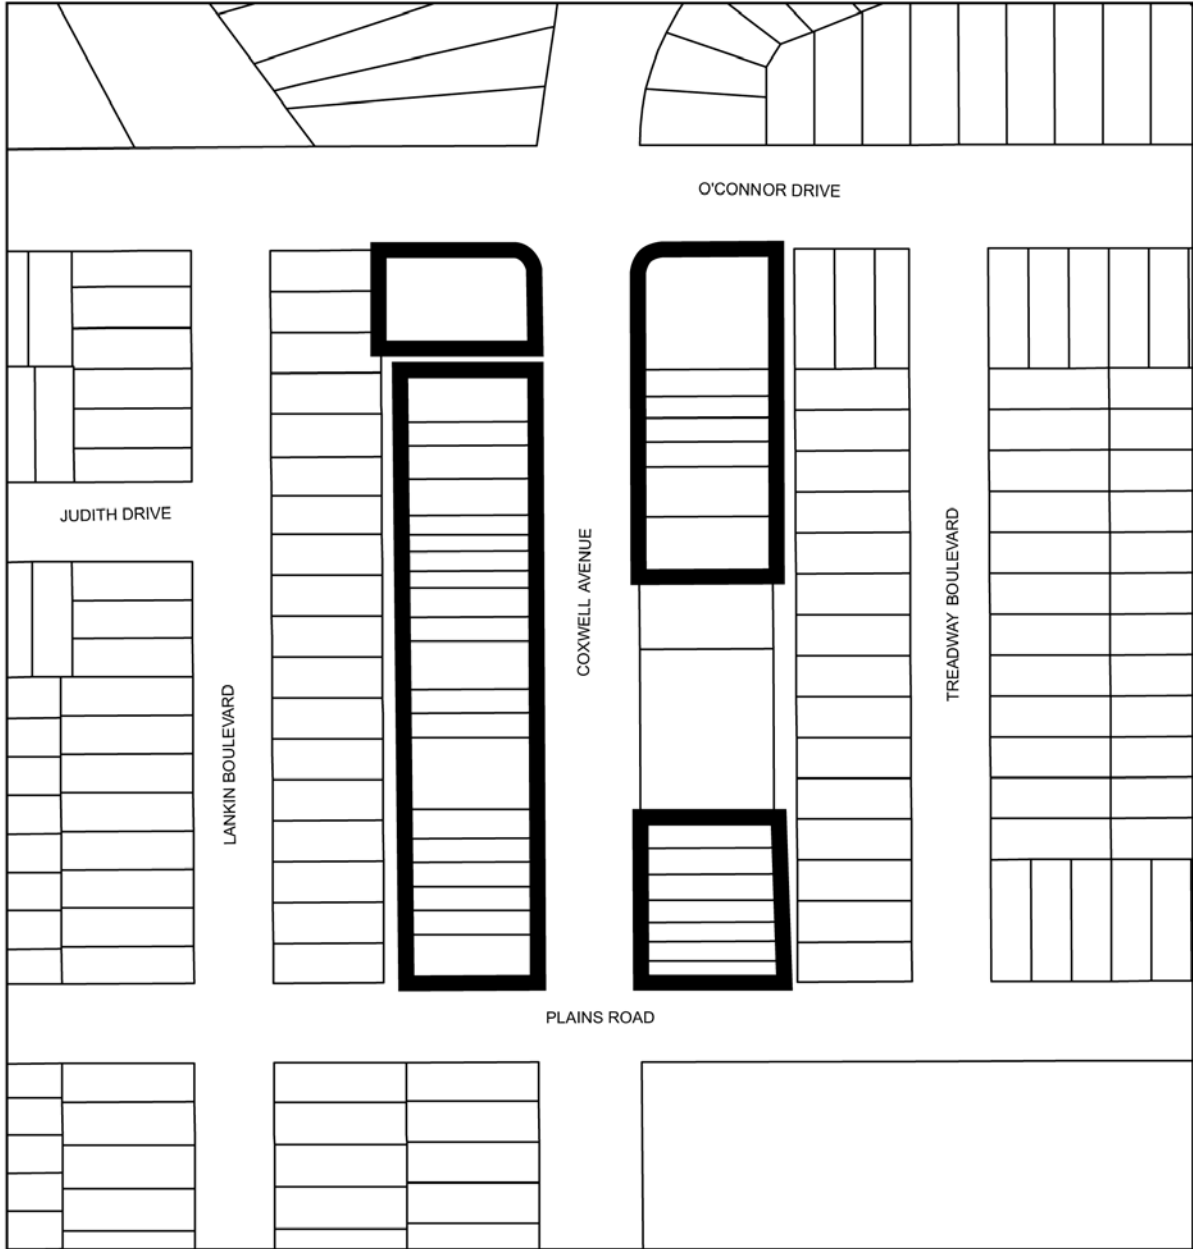 O'CONNOR DRIVE
JUDITH DRIVE
COXWELL AVENUE
TREADWAY BOULEVARD
LANKIN BOULEVARD
PLAINS ROAD